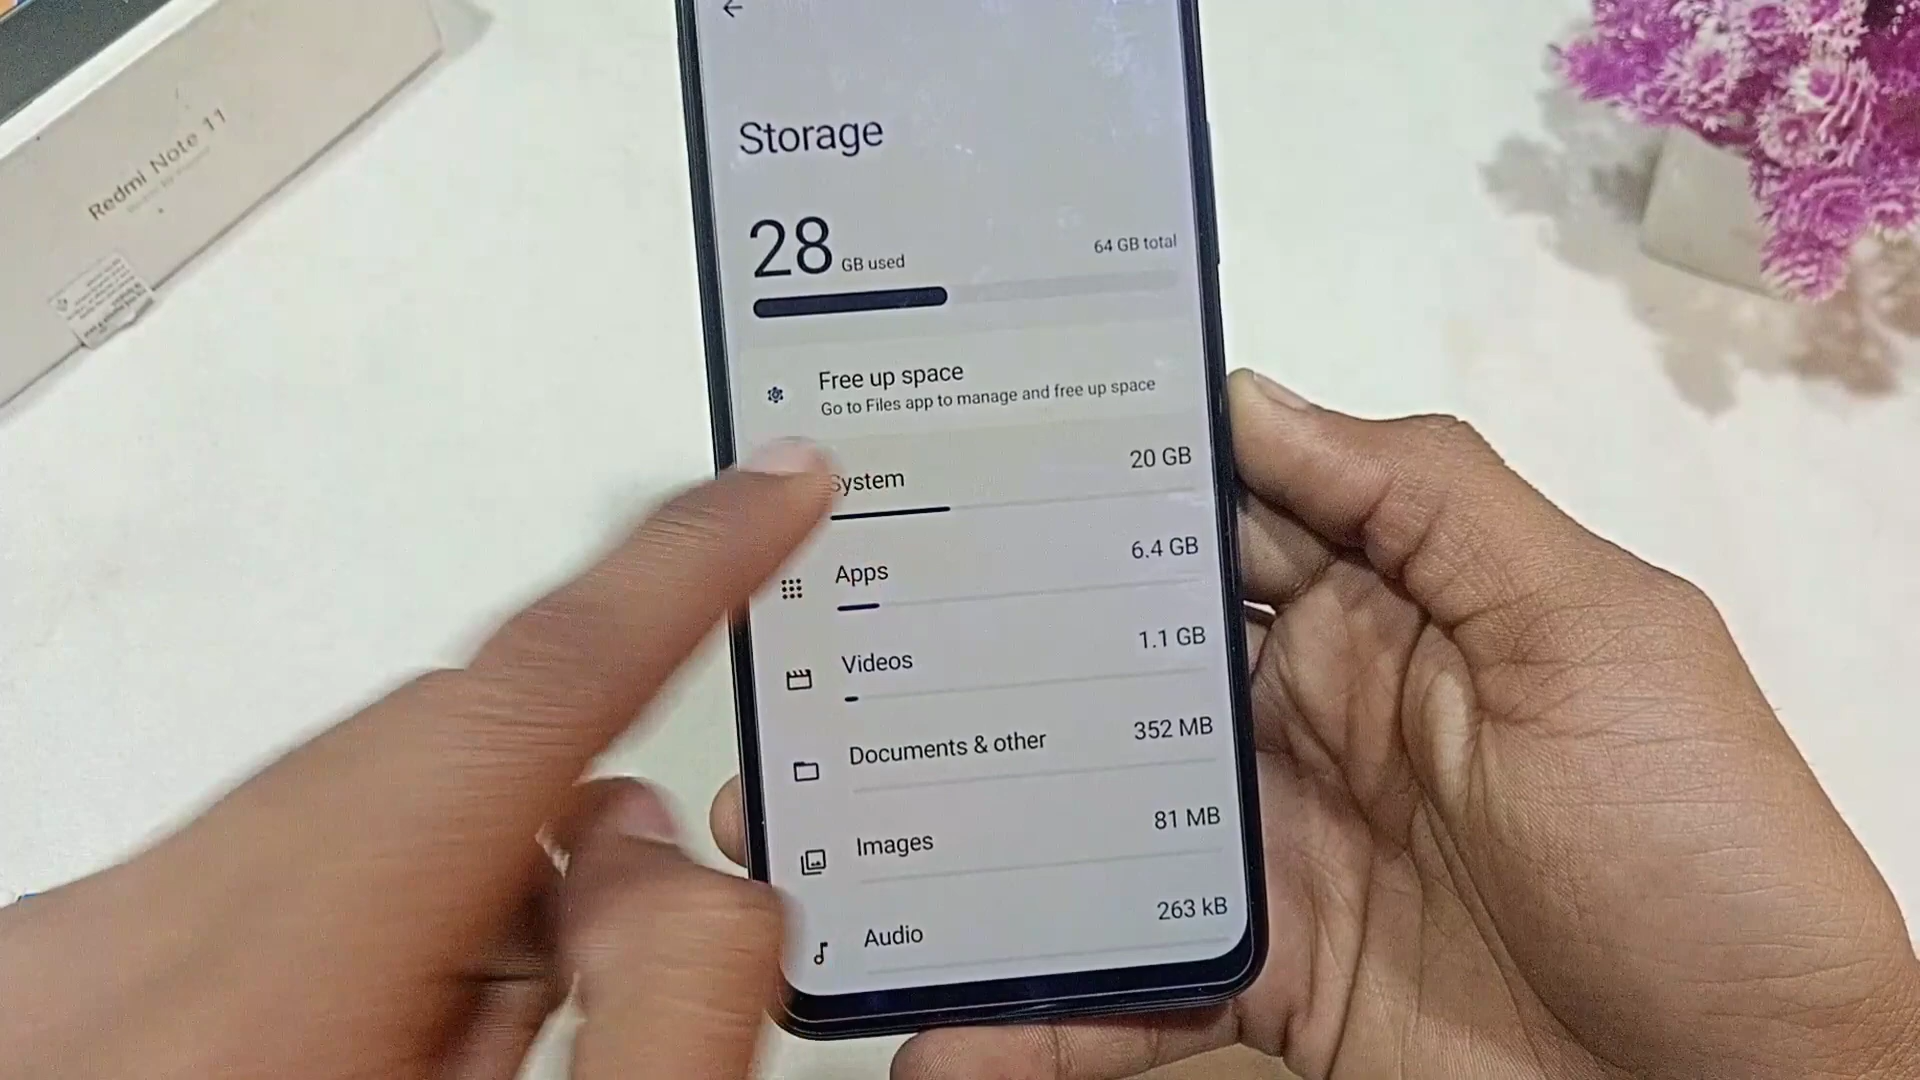 Redmi Note 11
Storage
28 GB used
64 GB total
Free up space
Go to Files app to manage and free up space
System
20 GB
Apps
6.4 GB
Videos
1.1 GB
Documents & other
352 MB
Images
81 MB
Audio
263 kB